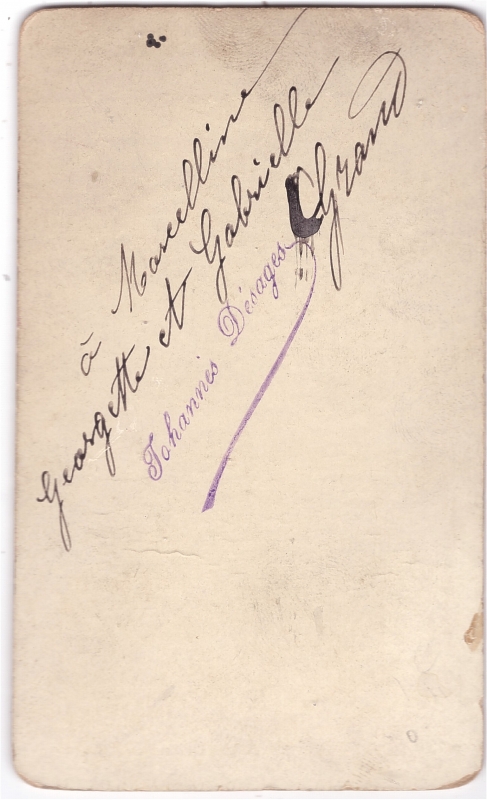 à Marcelline
Georgette et Gabrielle
Grand
Johannès Désages